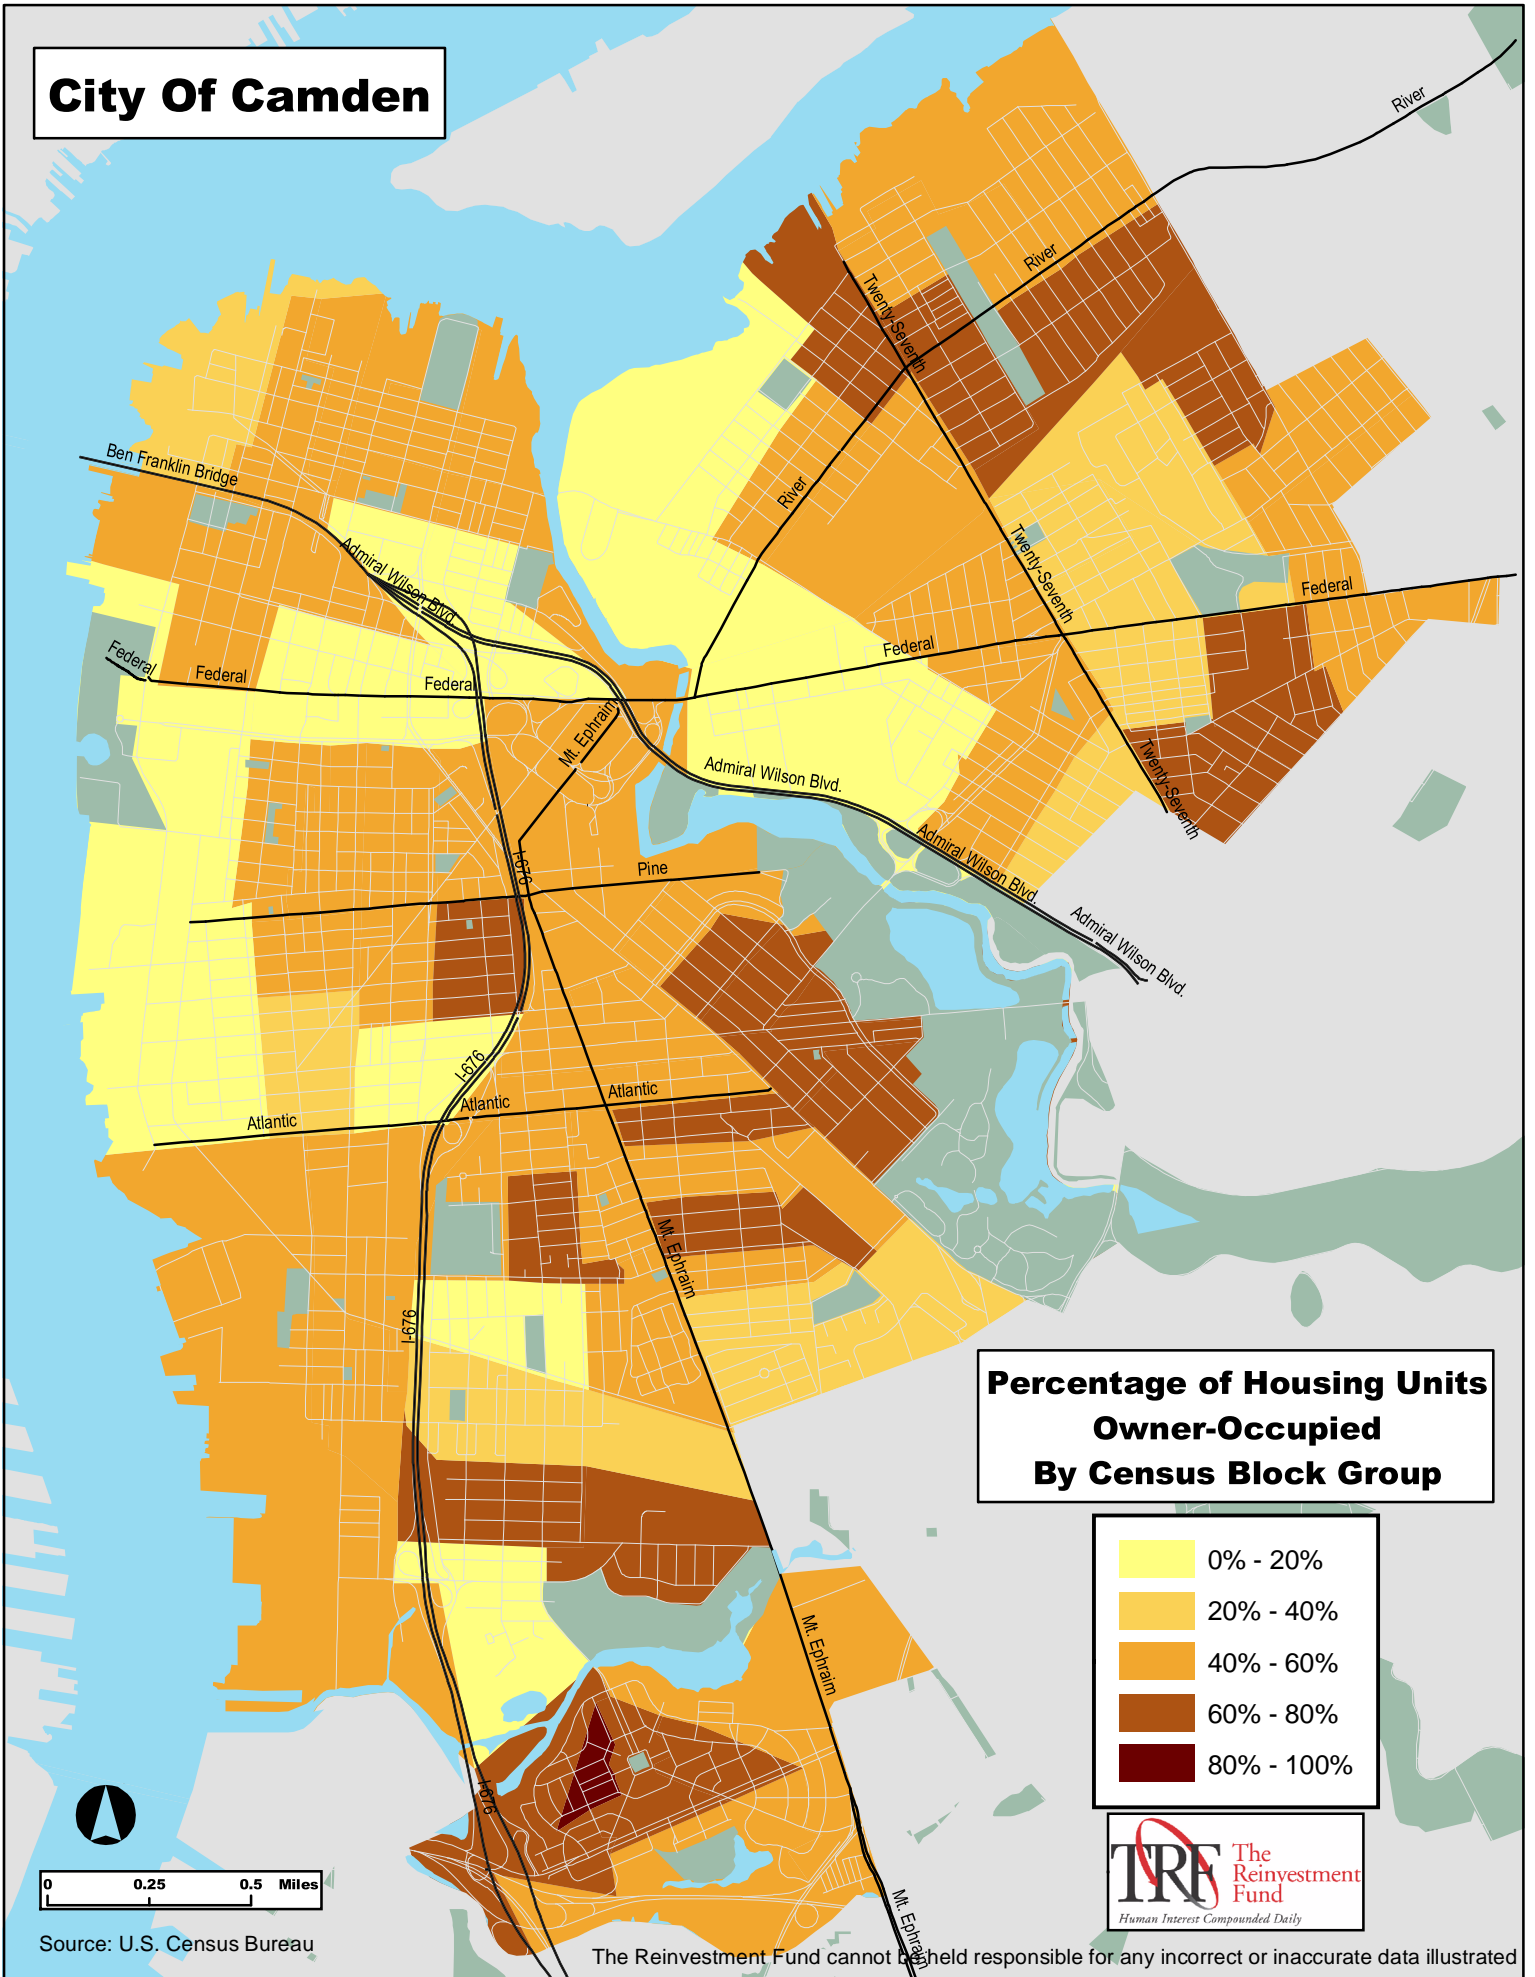 City Of Camden
River
River
Twenty-Seventh
Ben Franklin Bridge
River
Admiral Wilson Blvd.
Twenty-Seventh
Federal
Federal
Federal
Federal
Federal
Mt. Ephraim
Admiral Wilson Blvd.
Twenty-Seventh
I-676
Pine
Admiral Wilson Blvd.
Admiral Wilson Blvd.
I-676
Atlantic
Atlantic
Atlantic
Mt. Ephraim
I-676
Percentage of Housing Units
Owner-Occupied
By Census Block Group
0% - 20%
20% - 40%
40% - 60%
60% - 80%
80% - 100%
Mt. Ephraim
I-676
TRF
The
Reinvestment
Fund
Human Interest Compounded Daily
0 0.25 0.5 Miles
Mt. Ephraim
Source: U.S. Census Bureau
The Reinvestment Fund cannot be held responsible for any incorrect or inaccurate data illustrated